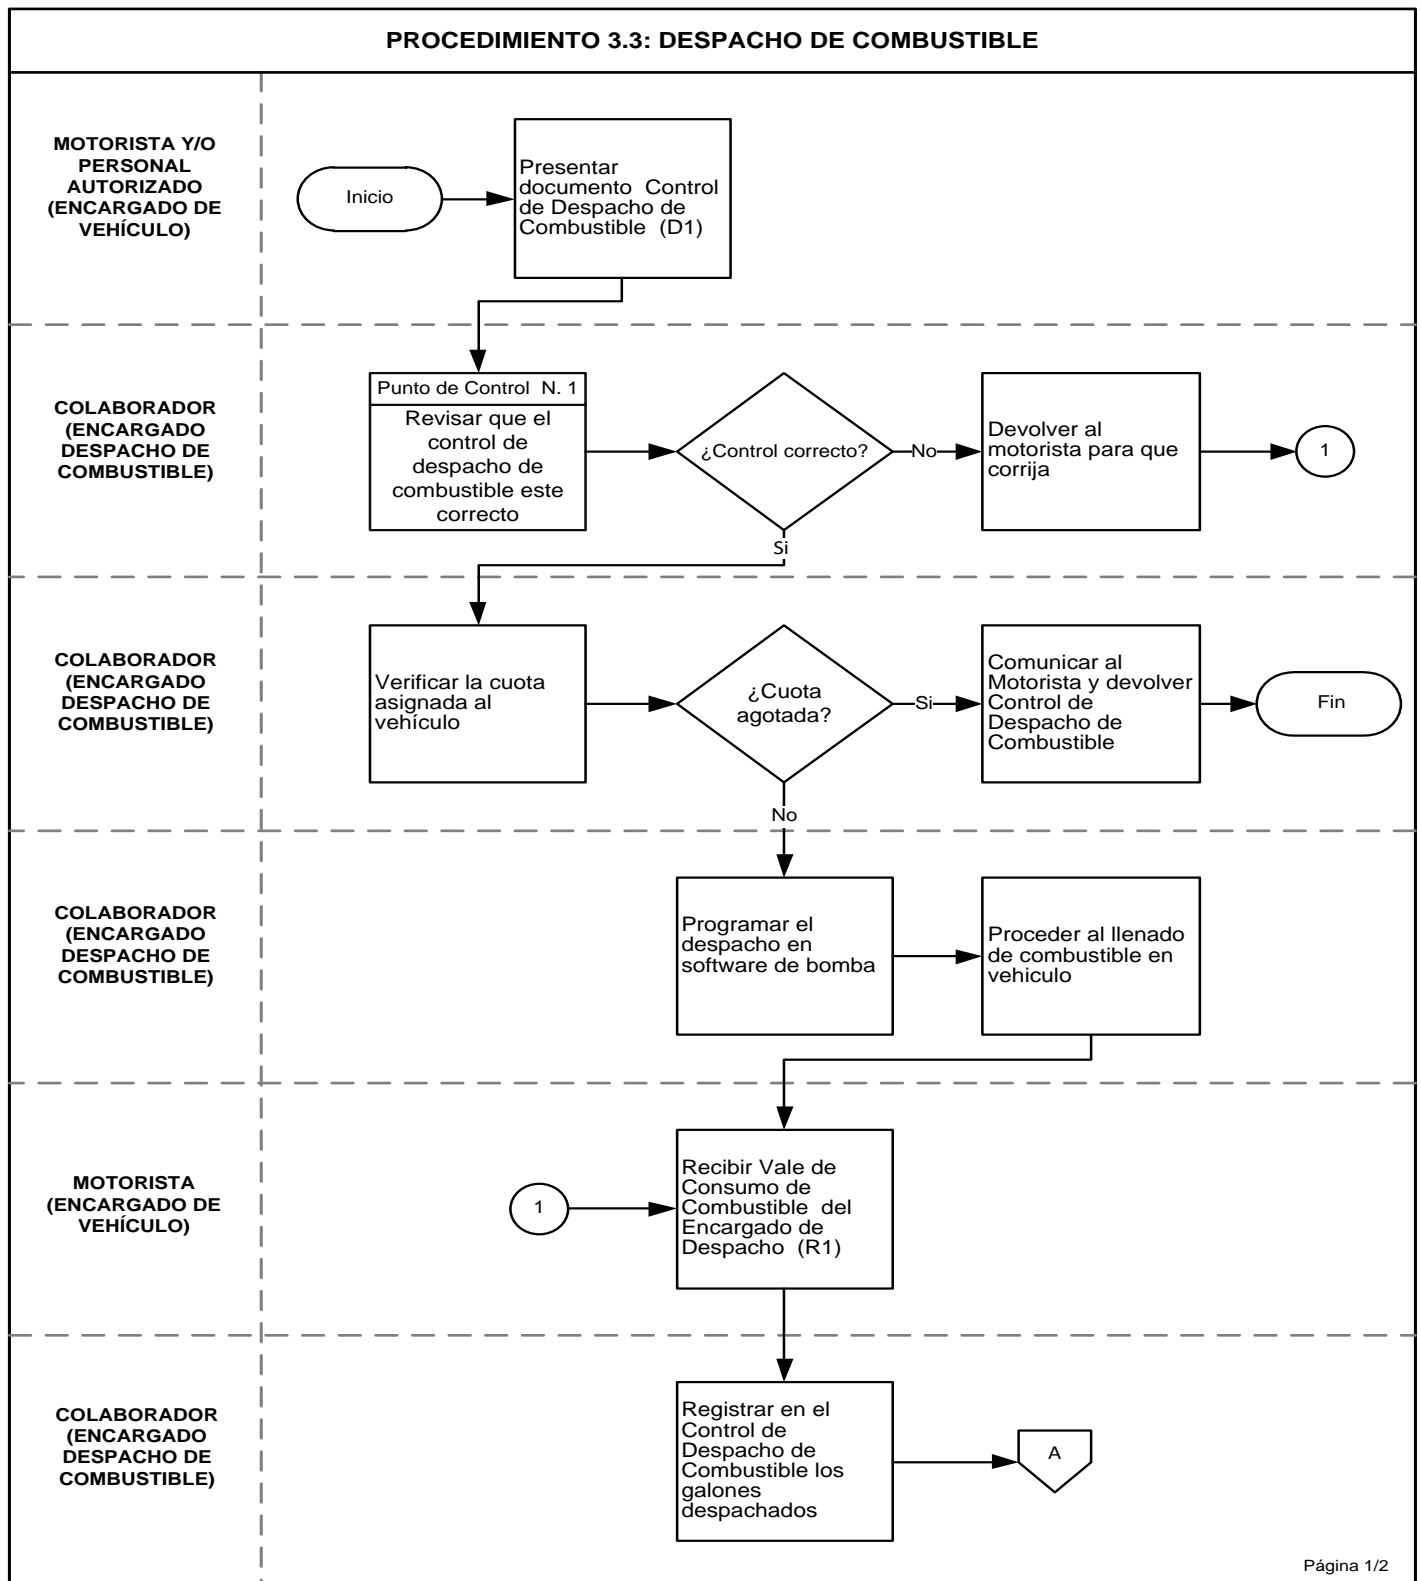 PROCEDIMIENTO 3.3: DESPACHO DE COMBUSTIBLE
MOTORISTA Y/O
PERSONAL
AUTORIZADO
(ENCARGADO DE
VEHÍCULO)
Inicio
Presentar
documento Control
de Despacho de
Combustible (D1)
COLABORADOR
(ENCARGADO
DESPACHO DE
COMBUSTIBLE)
Punto de Control N. 1
Revisar que el
control de
despacho de
combustible este
correcto
¿Control correcto?
No
Devolver al
motorista para que
corrija
1
Si
COLABORADOR
(ENCARGADO
DESPACHO DE
COMBUSTIBLE)
Verificar la cuota
asignada al
vehículo
¿Cuota
agotada?
Si
Comunicar al
Motorista y devolver
Control de
Despacho de
Combustible
Fin
No
COLABORADOR
(ENCARGADO
DESPACHO DE
COMBUSTIBLE)
Programar el
despacho en
software de bomba
Proceder al llenado
de combustible en
vehiculo
MOTORISTA
(ENCARGADO DE
VEHÍCULO)
1
Recibir Vale de
Consumo de
Combustible del
Encargado de
Despacho (R1)
COLABORADOR
(ENCARGADO
DESPACHO DE
COMBUSTIBLE)
Registrar en el
Control de
Despacho de
Combustible los
galones
despachados
A
Página 1/2